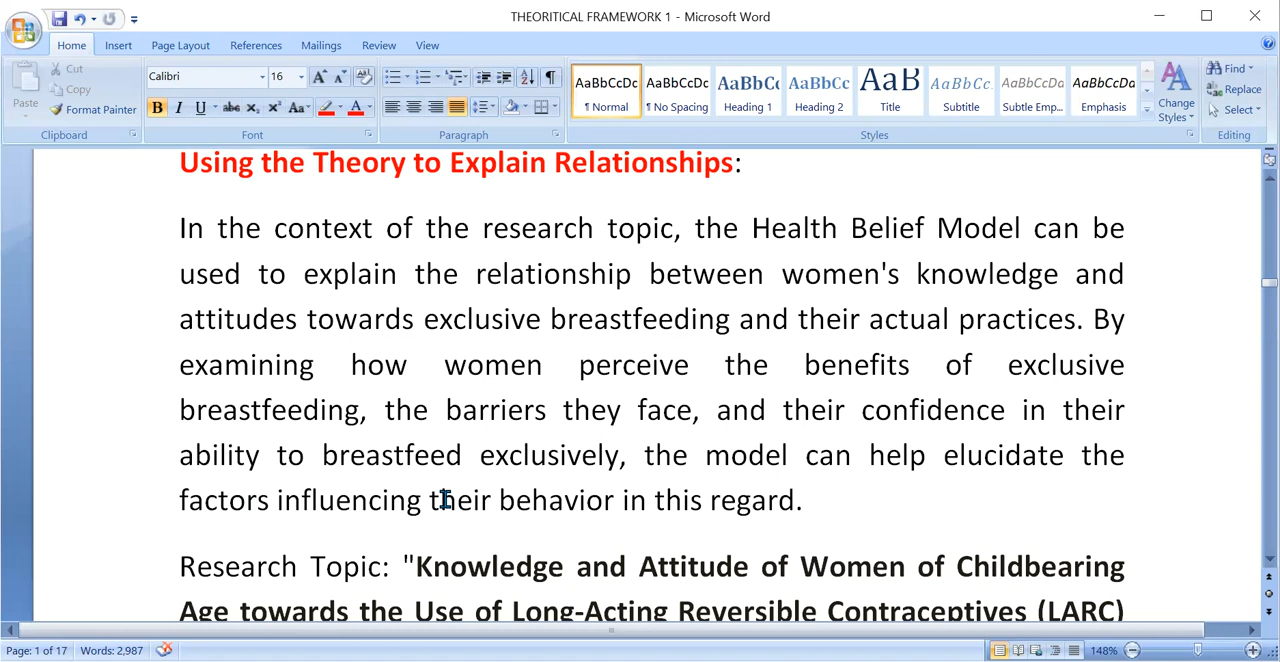 THEORITICAL FRAMEWORK 1 - Microsoft Word
Home Insert Page Layout References Mailings Review View
Paste
Cut
Copy
Format Painter
Clipboard
Calibri 16
B I U abc x₂ x² Aa
Font
Paragraph
AaBbCcDc AaBbCcDc AaBbCc AaBbCc AaB AaBbCc. AaBbCcDa AaBbCcDa
¶ Normal ¶ No Spacing Heading 1 Heading 2 Title Subtitle Subtle Emp... Emphasis
Change Styles
Styles
Find
Replace
Select
Editing
Using the Theory to Explain Relationships:
In the context of the research topic, the Health Belief Model can be
used to explain the relationship between women's knowledge and
attitudes towards exclusive breastfeeding and their actual practices. By
examining how women perceive the benefits of exclusive
breastfeeding, the barriers they face, and their confidence in their
ability to breastfeed exclusively, the model can help elucidate the
factors influencing their behavior in this regard.
Research Topic: "Knowledge and Attitude of Women of Childbearing
Age towards the Use of Long-Acting Reversible Contraceptives (LARC)
Page: 1 of 17 Words: 2,987 148%